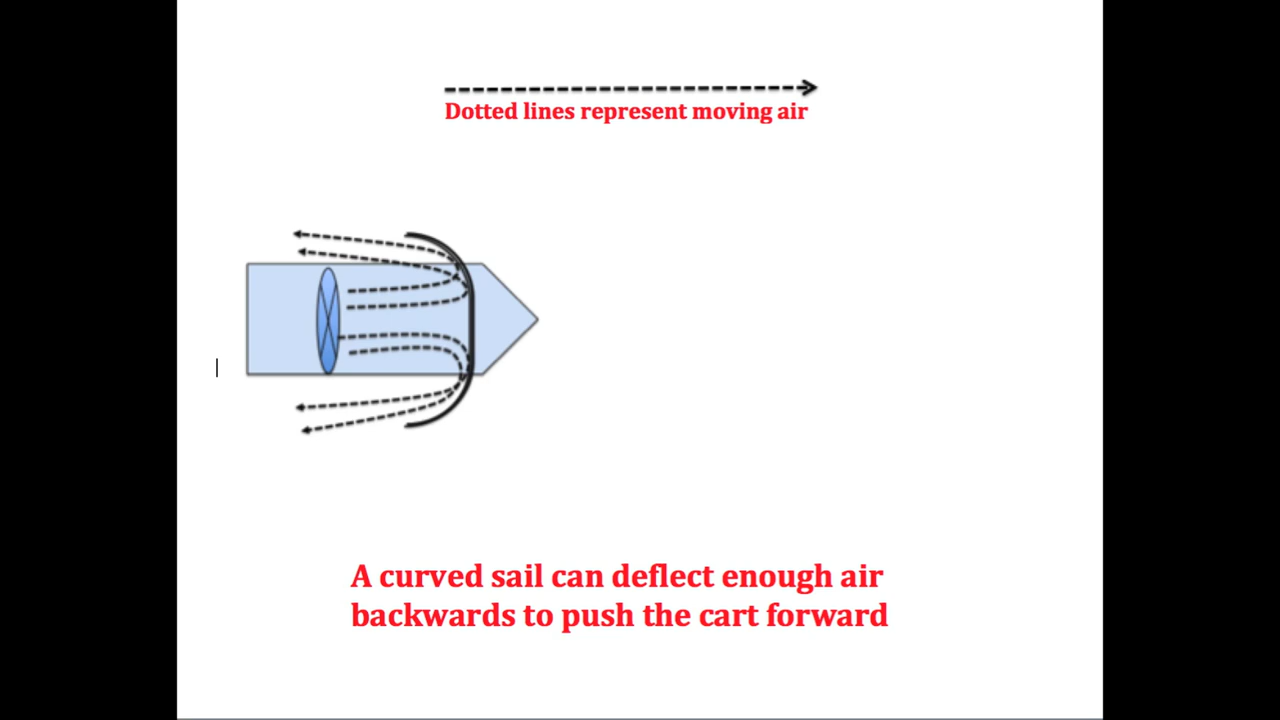 Dotted lines represent moving air
A curved sail can deflect enough air
backwards to push the cart forward